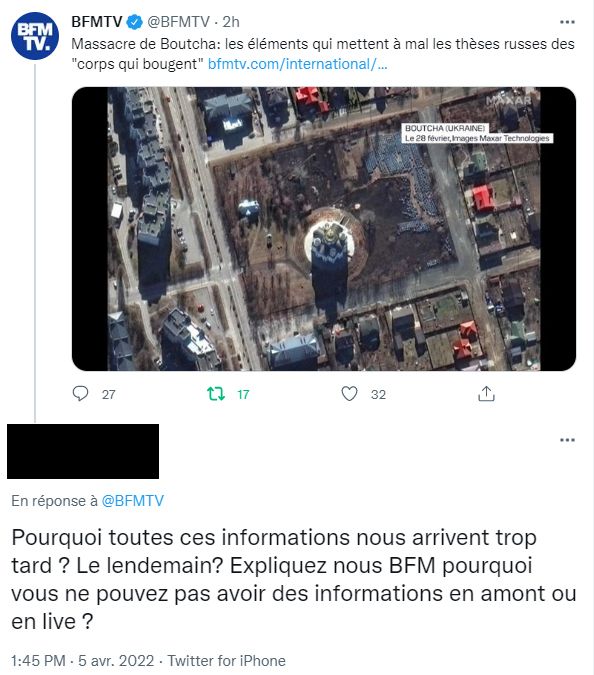 BFM
TV.
BFMTV @BFMTV · 2h
Massacre de Boutcha: les éléments qui mettent à mal les thèses russes des
"corps qui bougent" bfmtv.com/international/...
MAXAR
BOUTCHA (UKRAINE)
Le 28 février, Images Maxar Technologies
27 17 32
En réponse à @BFMTV
Pourquoi toutes ces informations nous arrivent trop
tard ? Le lendemain? Expliquez nous BFM pourquoi
vous ne pouvez pas avoir des informations en amont ou
en live ?
1:45 PM · 5 avr. 2022 · Twitter for iPhone